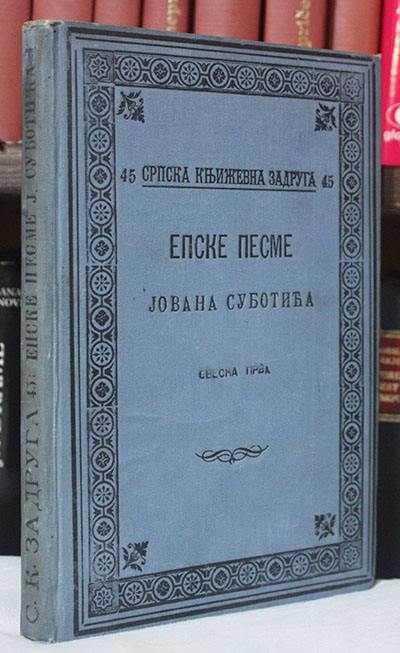 45 СРПСКА КЊИЖЕВНА ЗАДРУГА 45
ЕПСКЕ ПЕСМЕ
ЈОВАНА СУБОТИЋА
СВЕСКА ПРВА
С. К. ЗАДРУГА 45: ЕПСКЕ ПЕСМЕ Ј. СУБОТИЋА